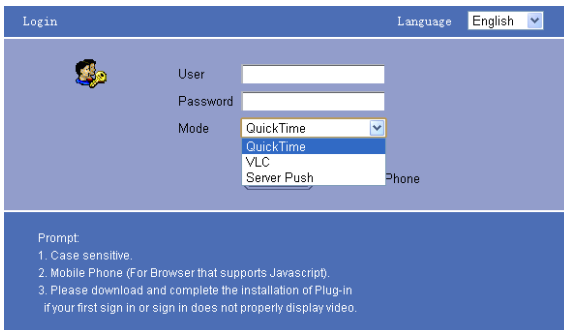 Login Language English
User
Password
Mode QuickTime
QuickTime
VLC
Server Push
Phone
Prompt:
1. Case sensitive.
2. Mobile Phone (For Browser that supports Javascript).
3. Please download and complete the installation of Plug-in
if your first sign in or sign in does not properly display video.